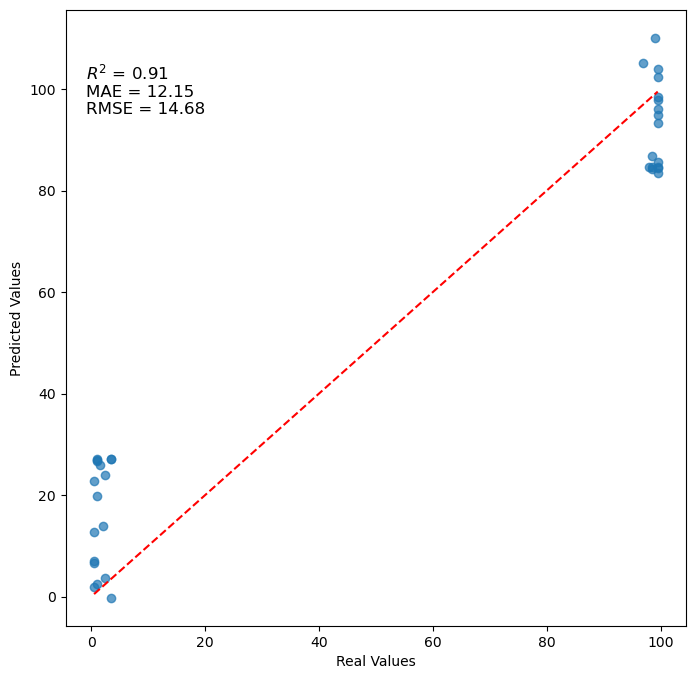 R² = 0.91
MAE = 12.15
RMSE = 14.68
100
80
60
40
20
0
Predicted Values
0 20 40 60 80 100
Real Values